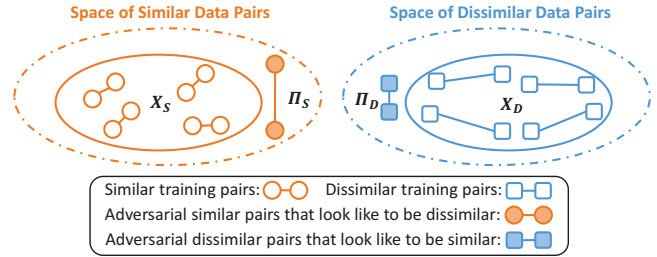 Space of Similar Data Pairs
Space of Dissimilar Data Pairs
X_S
Π_S
Π_D
X_D
Similar training pairs:
Dissimilar training pairs:
Adversarial similar pairs that look like to be dissimilar:
Adversarial dissimilar pairs that look like to be similar: